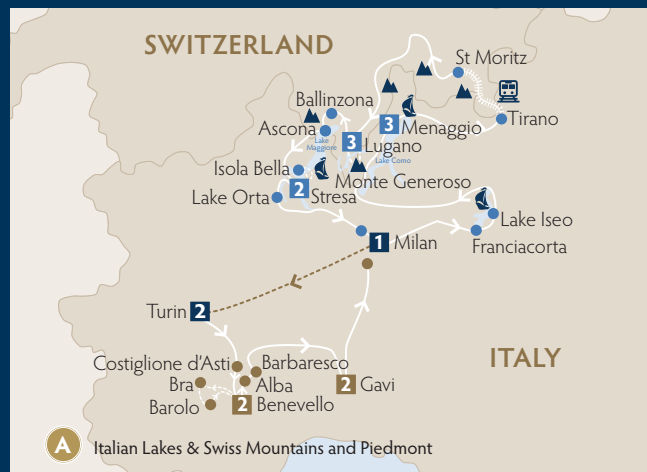 SWITZERLAND
St Moritz
Ballinzona
Tirano
Ascona
3 Menaggio
Lake
Maggiore
3 Lugano
Lake Como
Isola Bella
Monte Generoso
2 Stresa
Lake Orta
Lake Iseo
1 Milan
Franciacorta
Turin 2
ITALY
Costiglione d'Asti
Barbaresco
Bra
Alba
2 Gavi
Barolo
2 Benevello
A Italian Lakes & Swiss Mountains and Piedmont